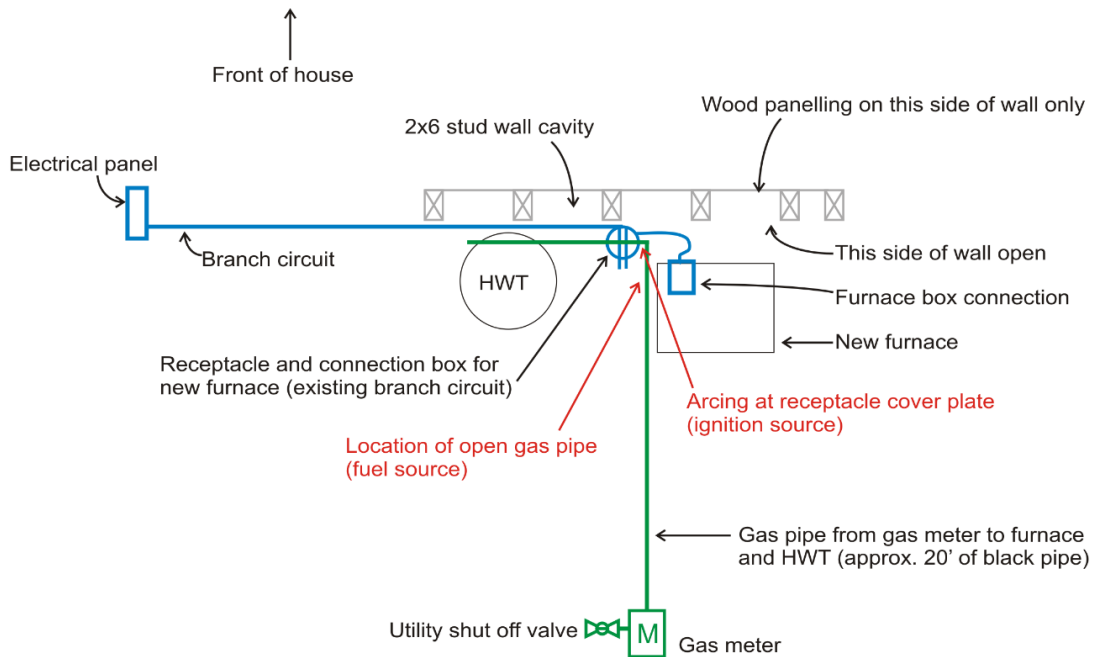 Front of house
Wood panelling on this side of wall only
2x6 stud wall cavity
Electrical panel
Branch circuit
This side of wall open
HWT
Furnace box connection
New furnace
Receptacle and connection box for
new furnace (existing branch circuit)
Arcing at receptacle cover plate
(ignition source)
Location of open gas pipe
(fuel source)
Gas pipe from gas meter to furnace
and HWT (approx. 20’ of black pipe)
Utility shut off valve
M
Gas meter